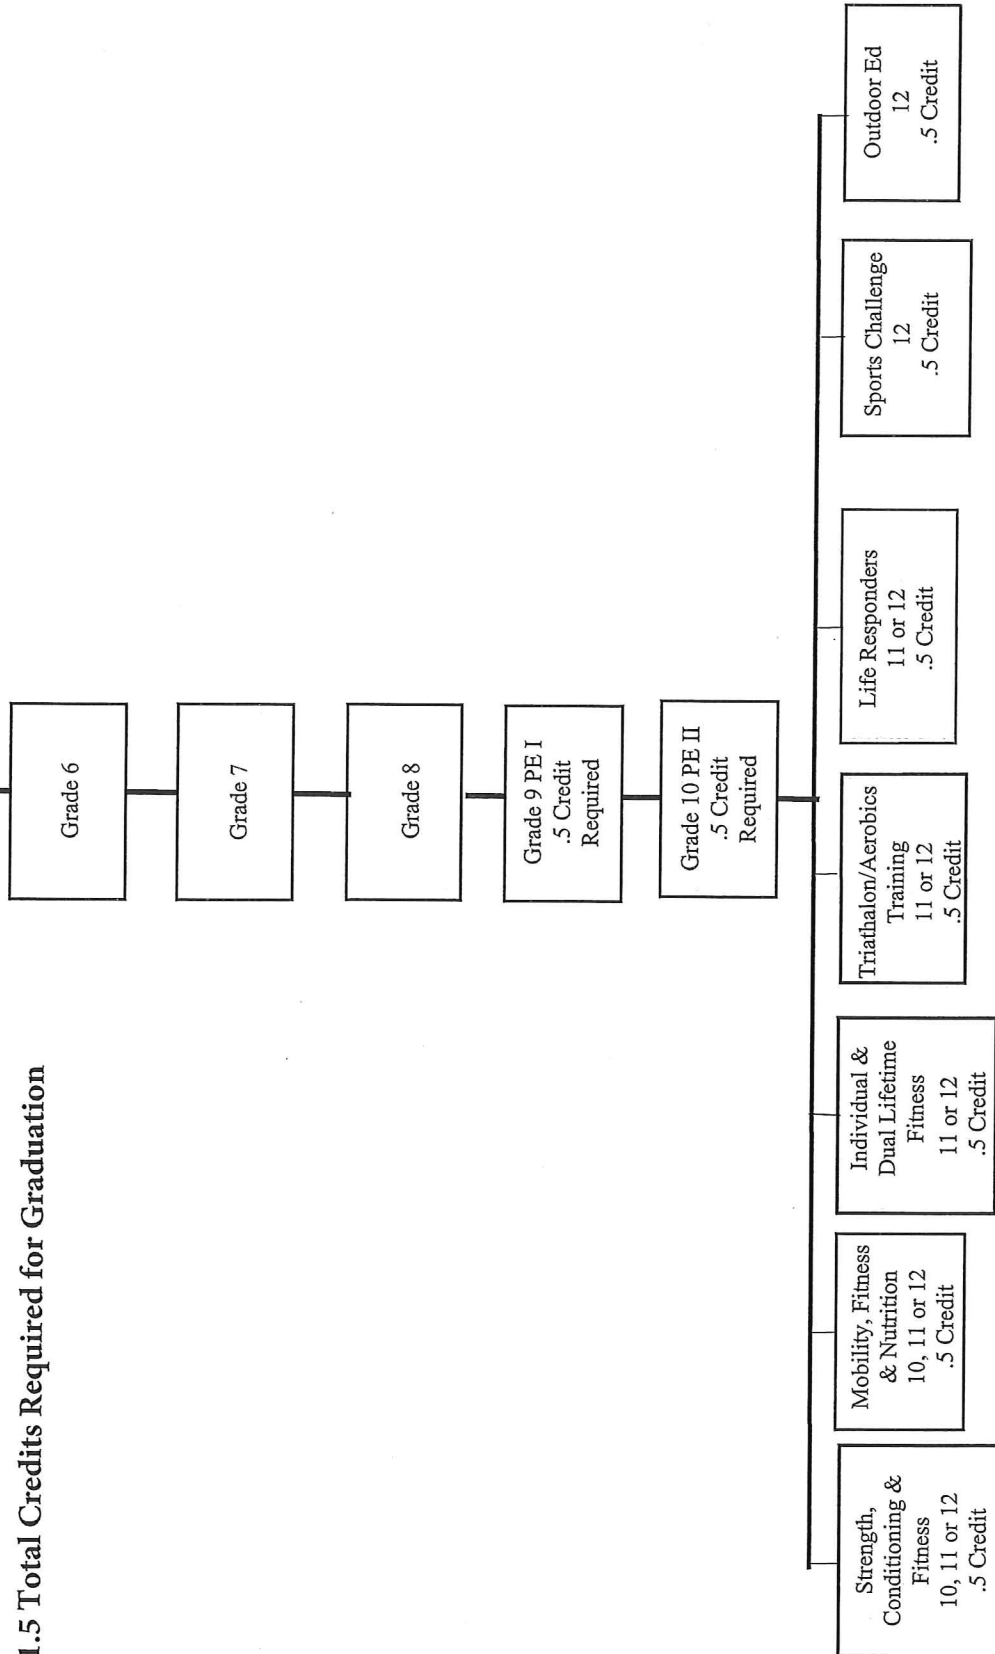 1.5 Total Credits Required for Graduation
Grade 6
Grade 7
Grade 8
Grade 9 PE I
.5 Credit
Required
Grade 10 PE II
.5 Credit
Required
Strength,
Conditioning &
Fitness
10, 11 or 12
.5 Credit
Mobility, Fitness
& Nutrition
10, 11 or 12
.5 Credit
Individual &
Dual Lifetime
Fitness
11 or 12
.5 Credit
Triathalon/Aerobics
Training
11 or 12
.5 Credit
Life Responders
11 or 12
.5 Credit
Sports Challenge
12
.5 Credit
Outdoor Ed
12
.5 Credit